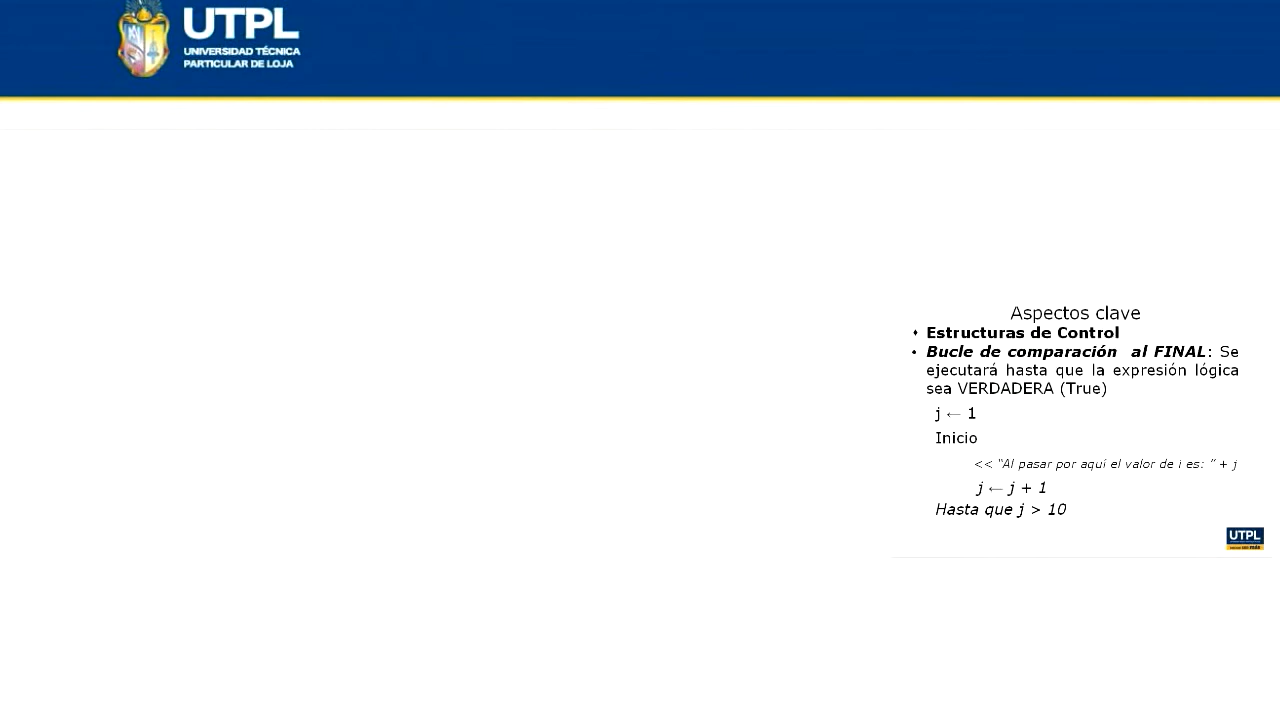 UTPL
UNIVERSIDAD TÉCNICA
PARTICULAR DE LOJA
Aspectos clave
• Estructuras de Control
• Bucle de comparación al FINAL: Se
ejecutará hasta que la expresión lógica
sea VERDADERA (True)
j ← 1
Inicio
<< “Al pasar por aquí el valor de i es: ” + j
j ← j + 1
Hasta que j > 10
UTPL